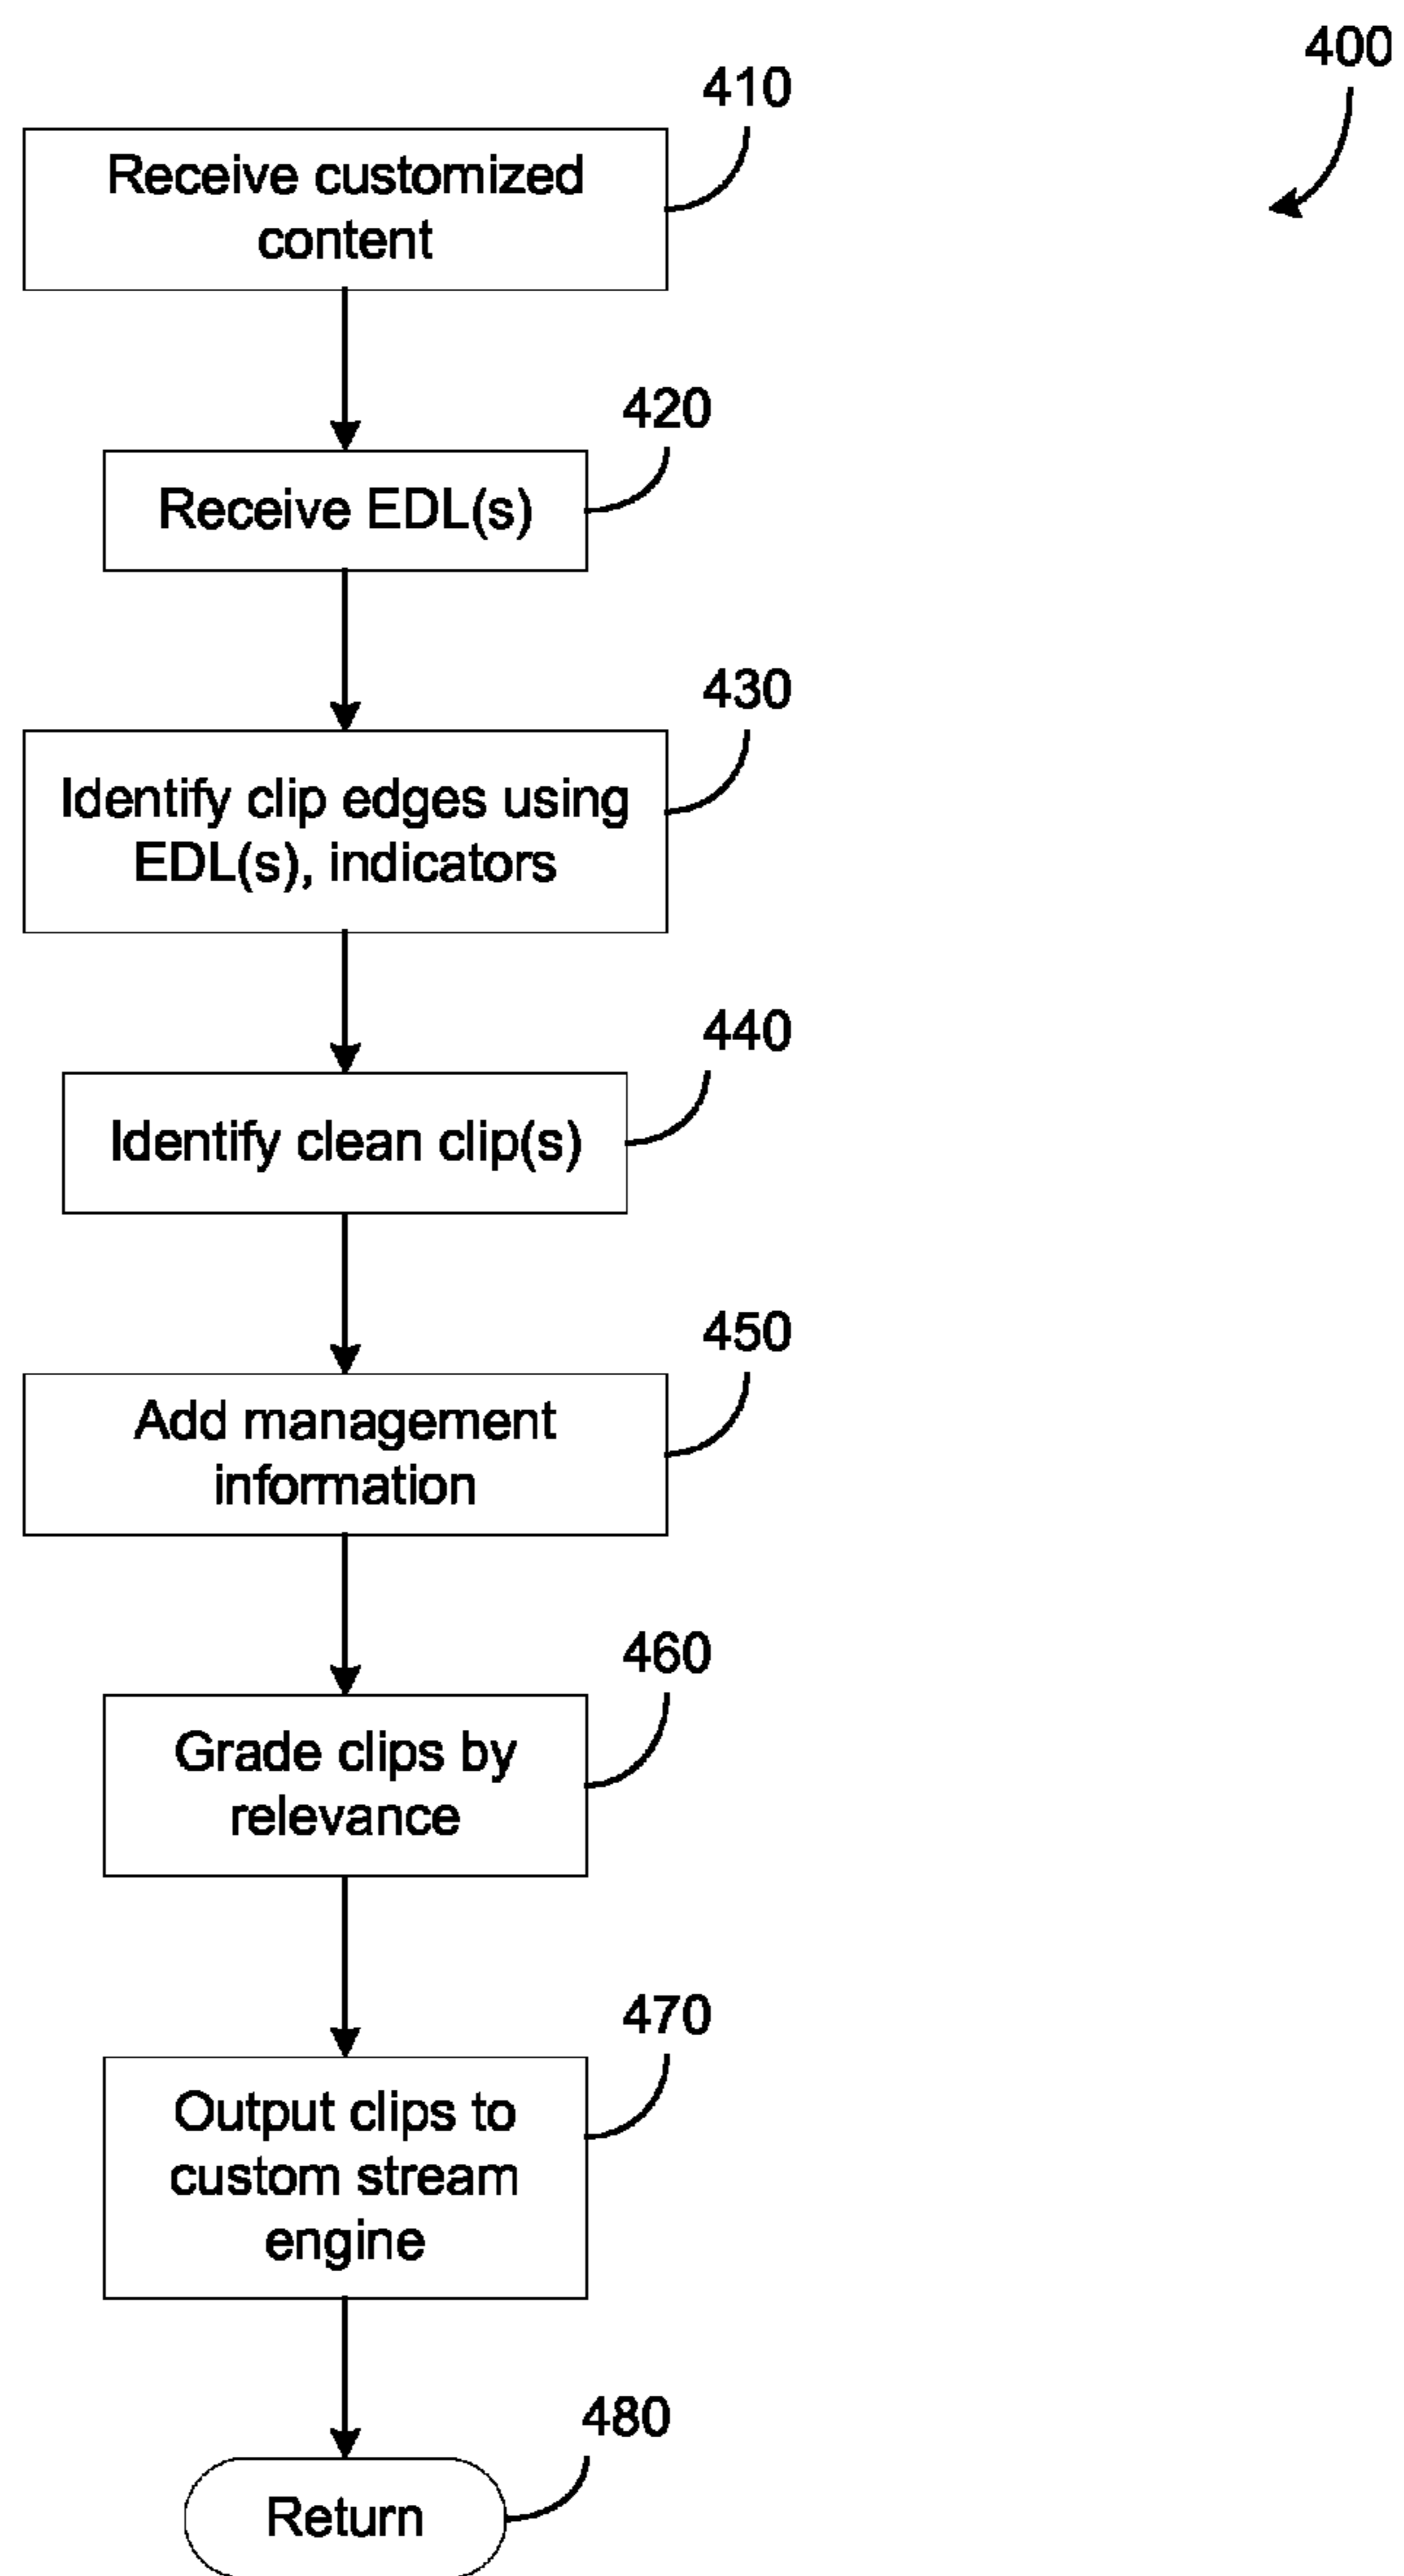 400
410
Receive customized
content
420
Receive EDL(s)
430
Identify clip edges using
EDL(s), indicators
440
Identify clean clip(s)
450
Add management
information
460
Grade clips by
relevance
470
Output clips to
custom stream
engine
480
Return